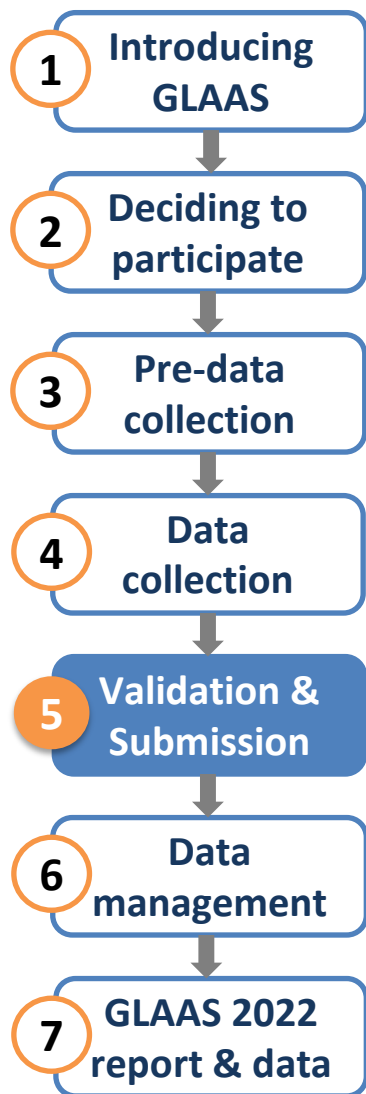 1
Introducing
GLAAS
2
Deciding to
participate
3
Pre-data
collection
4
Data
collection
5
Validation &
Submission
6
Data
management
7
GLAAS 2022
report & data